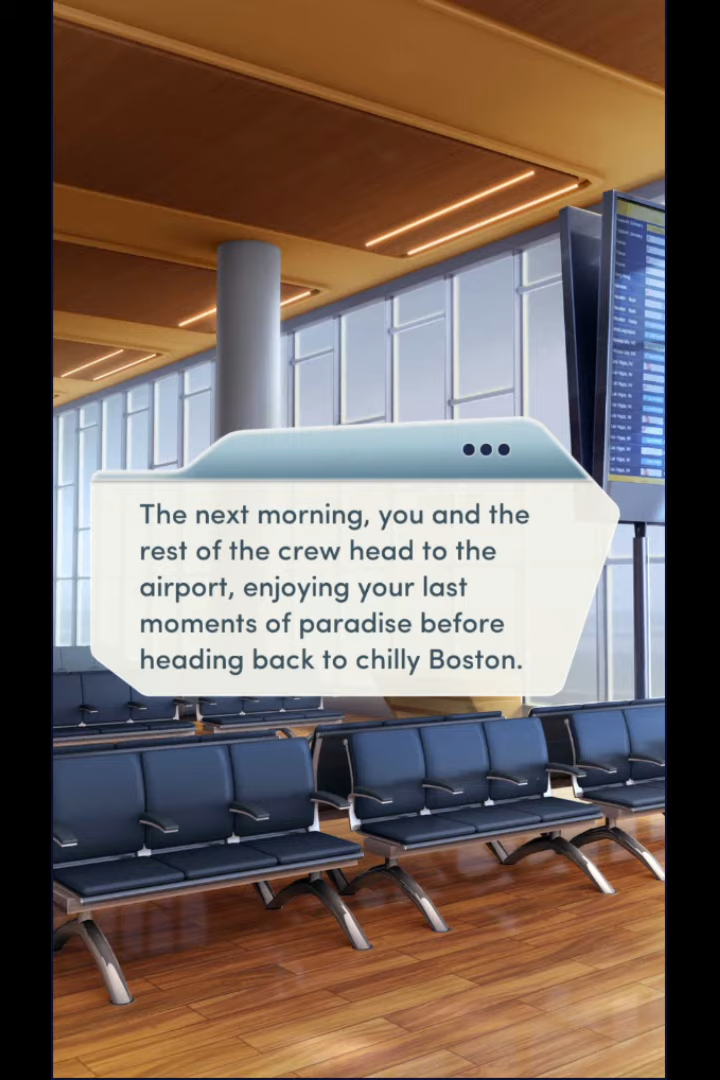 The next morning, you and the
rest of the crew head to the
airport, enjoying your last
moments of paradise before
heading back to chilly Boston.